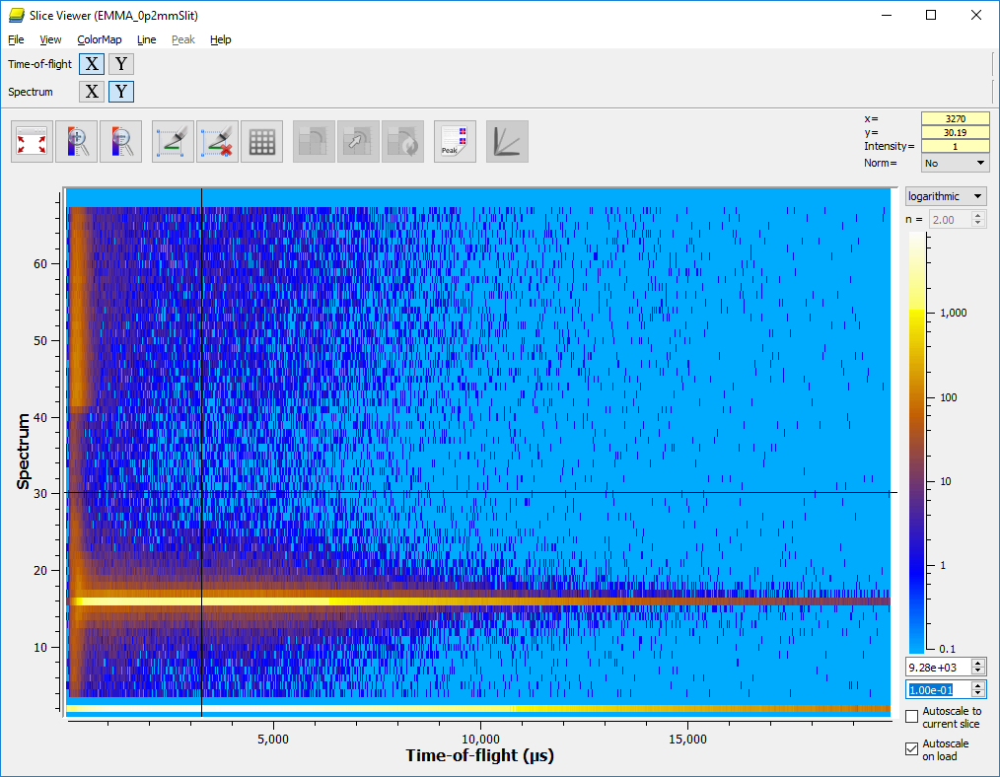 Slice Viewer (EMMA_0p2mmSlit)
File View ColorMap Line Peak Help
Time-of-flight X Y
Spectrum X Y
Peak
x= 3270
y= 30.19
Intensity= 1
Norm= No
logarithmic
n = 2.00
1,000
100
10
1
0.1
9.28e+03
1.00e-01
Autoscale to
current slice
Autoscale
on load
Spectrum
60
50
40
30
20
10
5,000 10,000 15,000
Time-of-flight (µs)